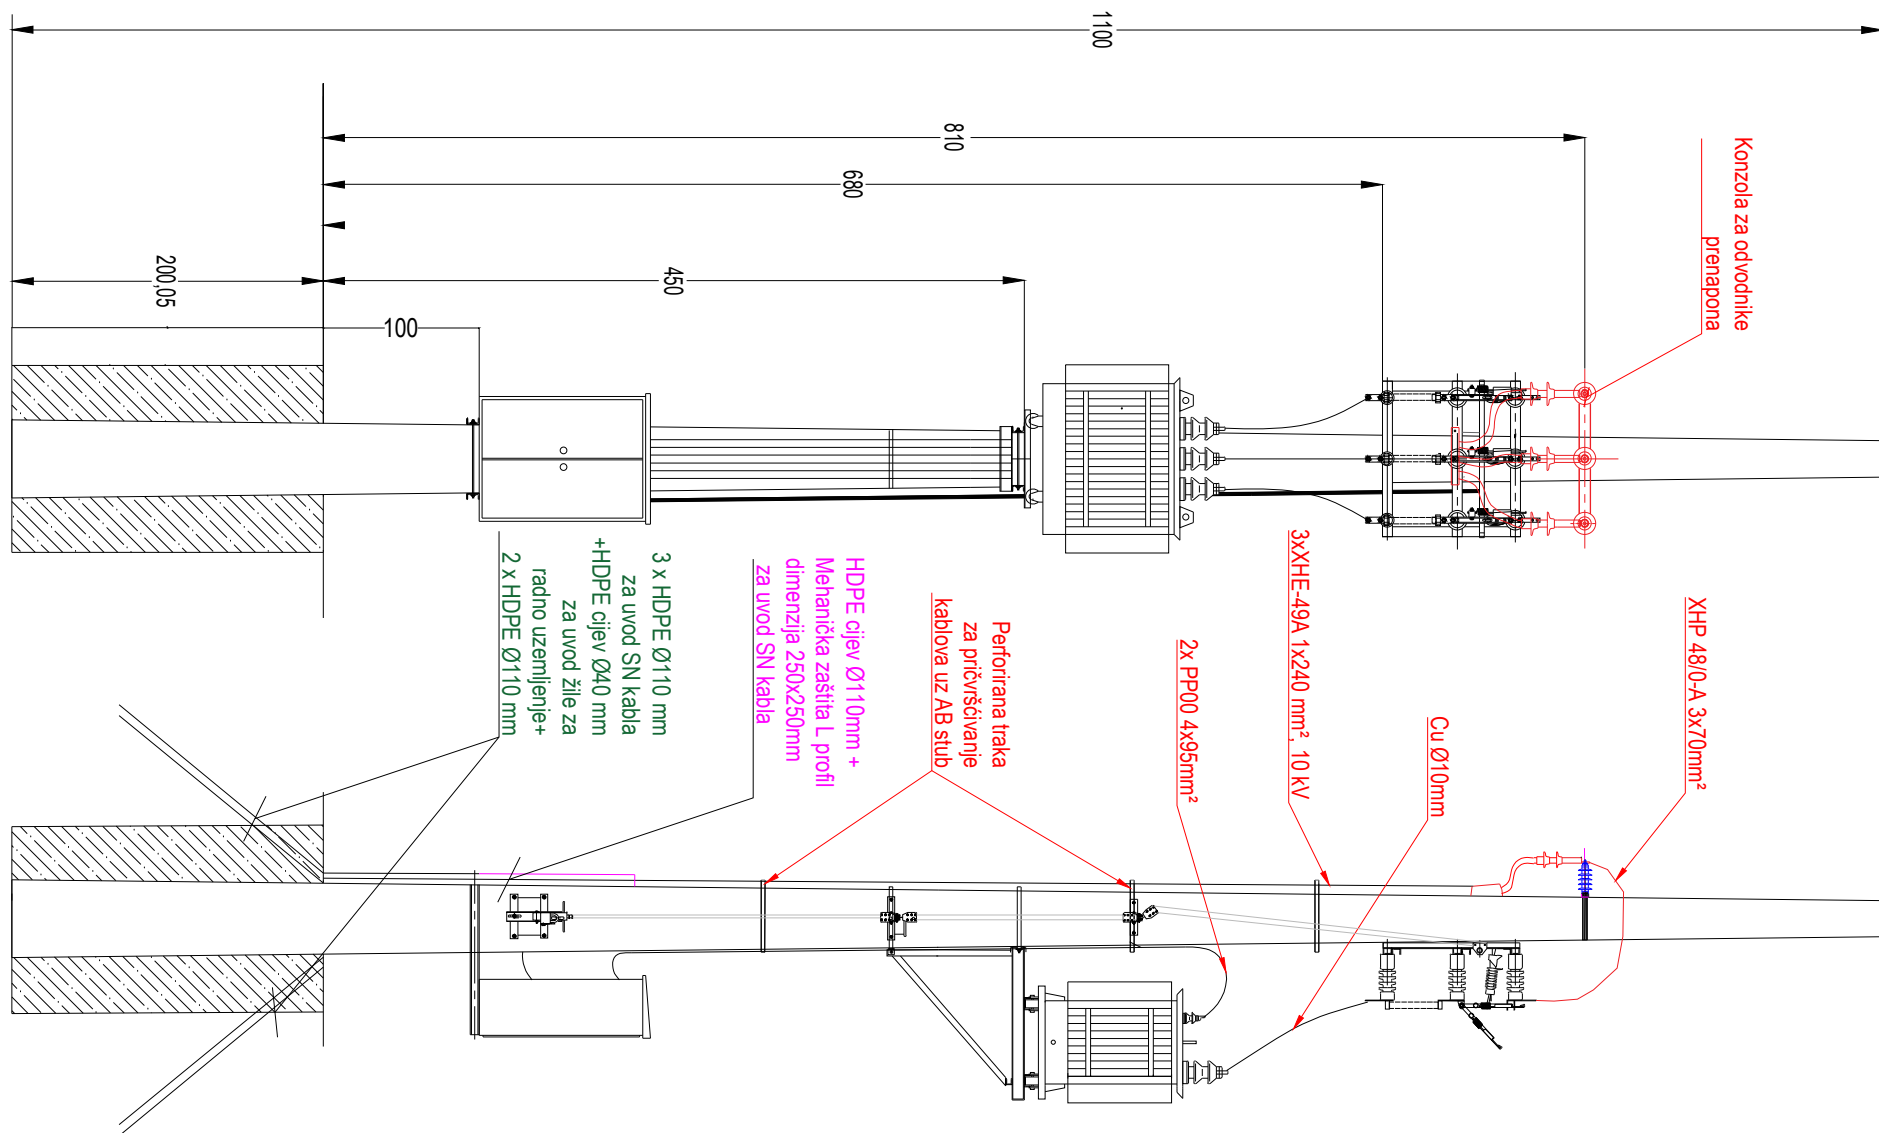 1100
810
680
450
200,05
100
Konzola za odvodnike
prenapona
3 x HDPE Ø110 mm
za uvod SN kabla
+HDPE cijev Ø40 mm
za uvod žile za
radno uzemljenje+
2 x HDPE Ø110 mm
HDPE cijev Ø110mm +
Mehanička zaštita L profil
dimenzija 250x250mm
za uvod SN kabla
Perforirana traka
za pričvršćivanje
kablova uz AB stub
2x PP00 4x95mm²
3xXHE-49A 1x240 mm², 10 kV
Cu Ø10mm
XHP 48/0-A 3x70mm²